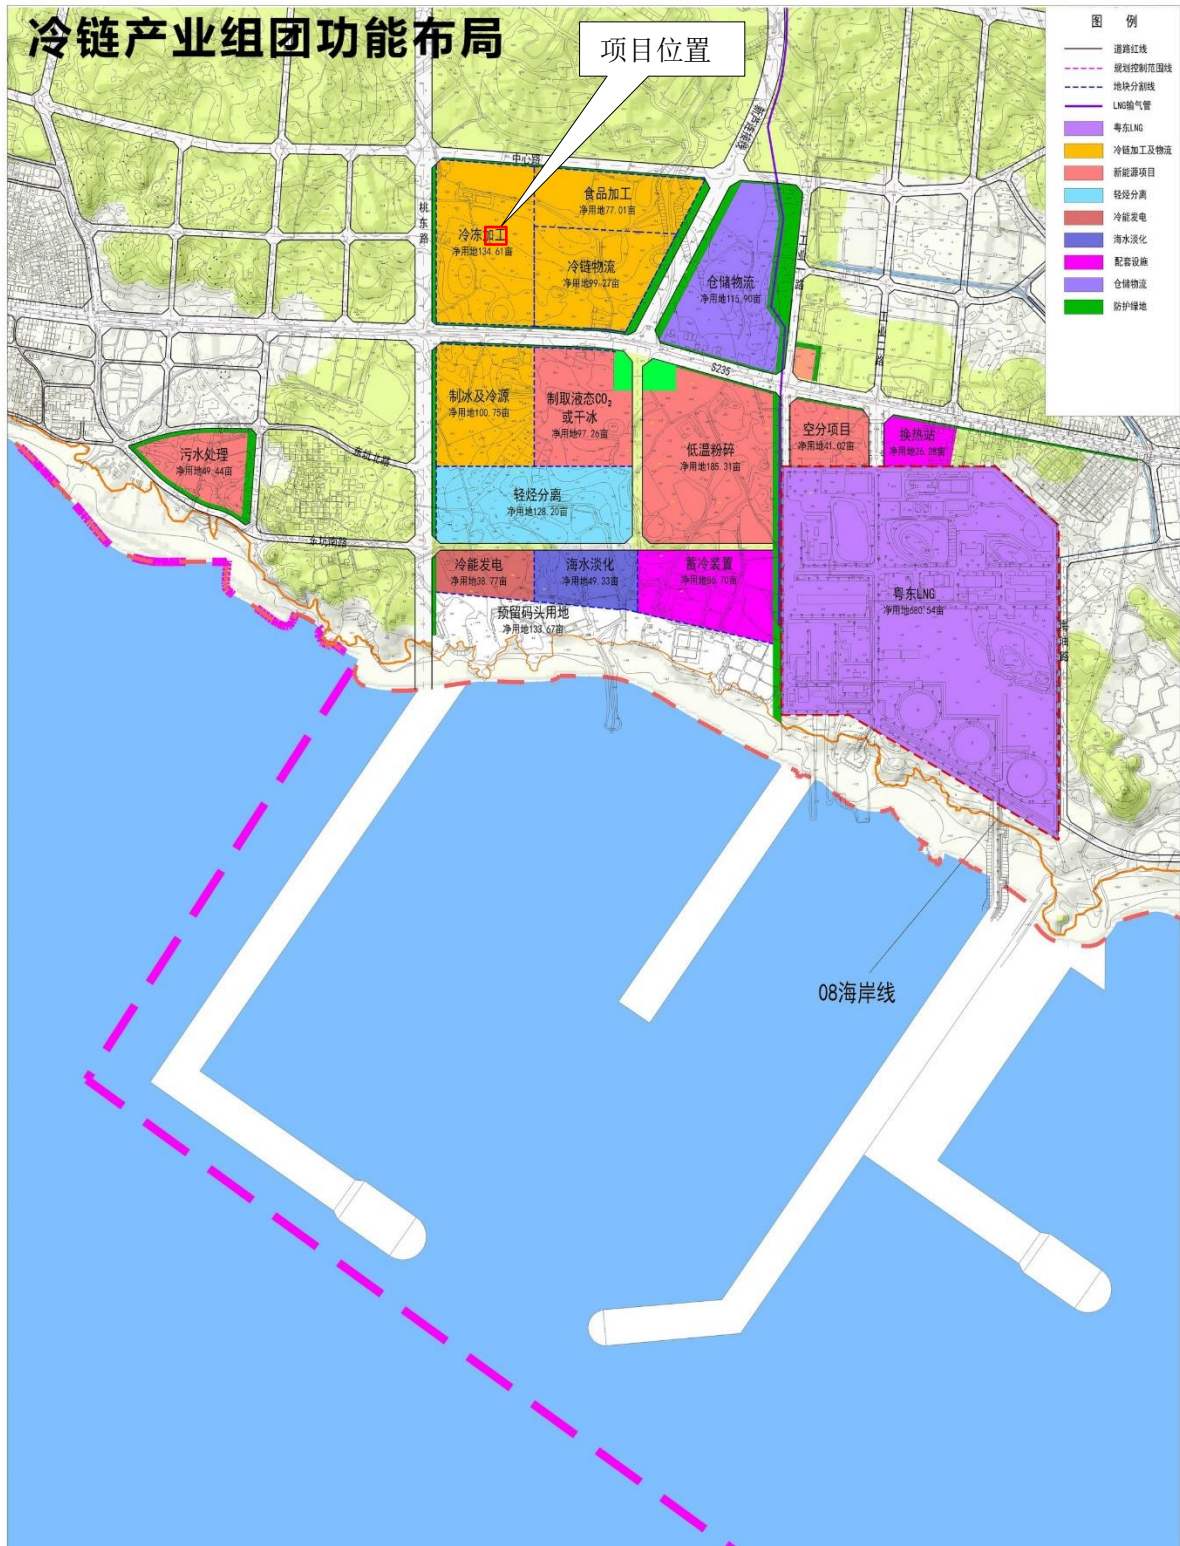 冷链产业组团功能布局
项目位置
图 例
道路红线
规划控制范围线
地块分割线
LNG输气管
粤东LNG
冷链加工及物流
新能源项目
轻烃分离
冷能发电
海水淡化
配套设施
仓储物流
防护绿地
中心路
桃东路
食品加工
净用地77.01亩
冷冻加工
净用地134.61亩
冷链物流
净用地99.27亩
仓储物流
净用地115.90亩
工业一路
S235
制冰及冷源
净用地100.75亩
制取液态CO₂
或干冰
净用地97.26亩
低温粉碎
净用地185.31亩
空分项目
净用地41.02亩
换热站
净用地26.28亩
污水处理
净用地49.44亩
轻烃分离
净用地128.20亩
冷能发电
净用地38.77亩
海水淡化
净用地49.33亩
蓄冷装置
净用地86.70亩
预留码头用地
净用地133.67亩
粤东LNG
净用地680.54亩
08海岸线